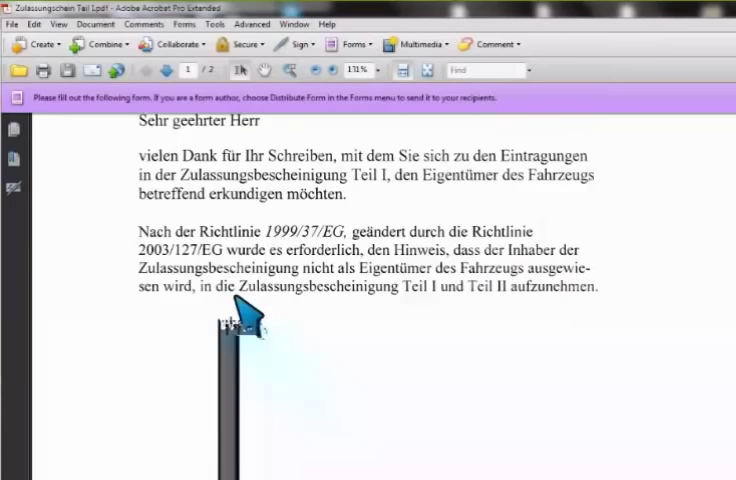 Zulassungschein Teil 1.pdf - Adobe Acrobat Pro Extended
File Edit View Document Comments Forms Tools Advanced Window Help
Create Combine Collaborate Secure Sign Forms Multimedia Comment
1 / 2 131% Find
Please fill out the following form. If you are a form author, choose Distribute Form in the Forms menu to send it to your recipients.
Sehr geehrter Herr
vielen Dank für Ihr Schreiben, mit dem Sie sich zu den Eintragungen
in der Zulassungsbescheinigung Teil I, den Eigentümer des Fahrzeugs
betreffend erkundigen möchten.
Nach der Richtlinie 1999/37/EG, geändert durch die Richtlinie
2003/127/EG wurde es erforderlich, den Hinweis, dass der Inhaber der
Zulassungsbescheinigung nicht als Eigentümer des Fahrzeugs ausgewie-
sen wird, in die Zulassungsbescheinigung Teil I und Teil II aufzunehmen.